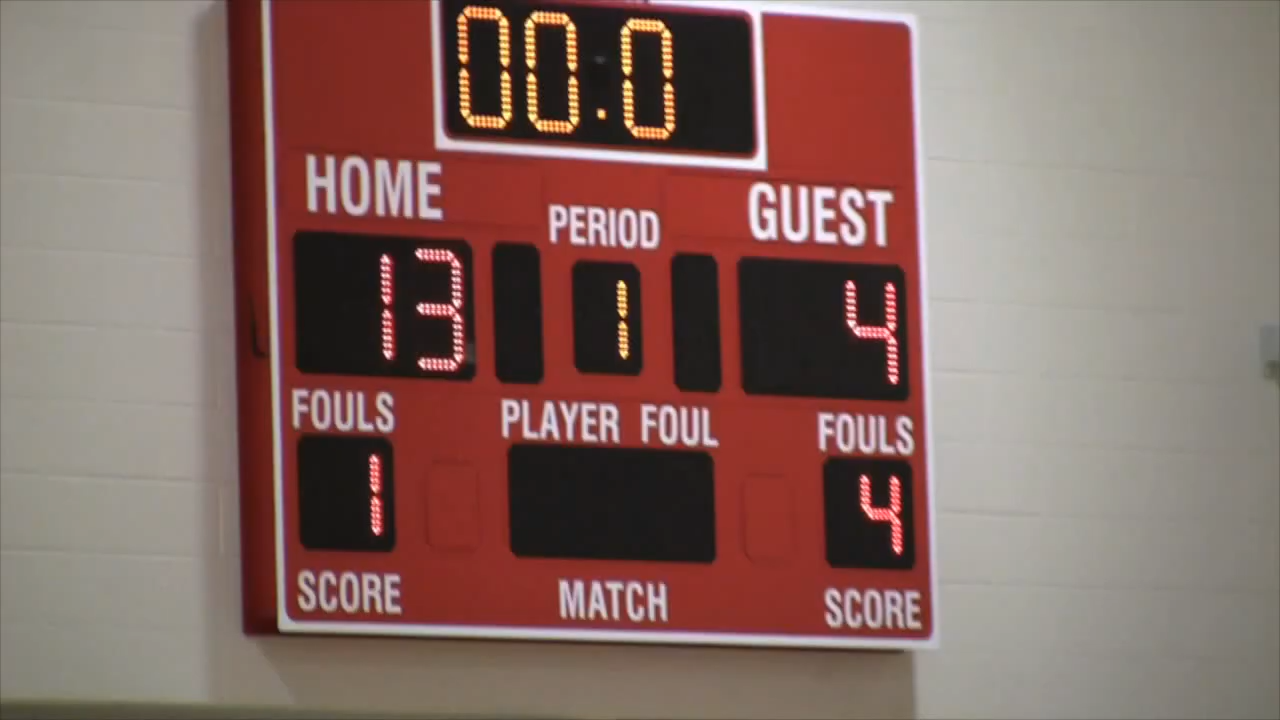 00.0
HOME PERIOD GUEST
13 1 4
FOULS PLAYER FOUL FOULS
1 4
SCORE MATCH SCORE